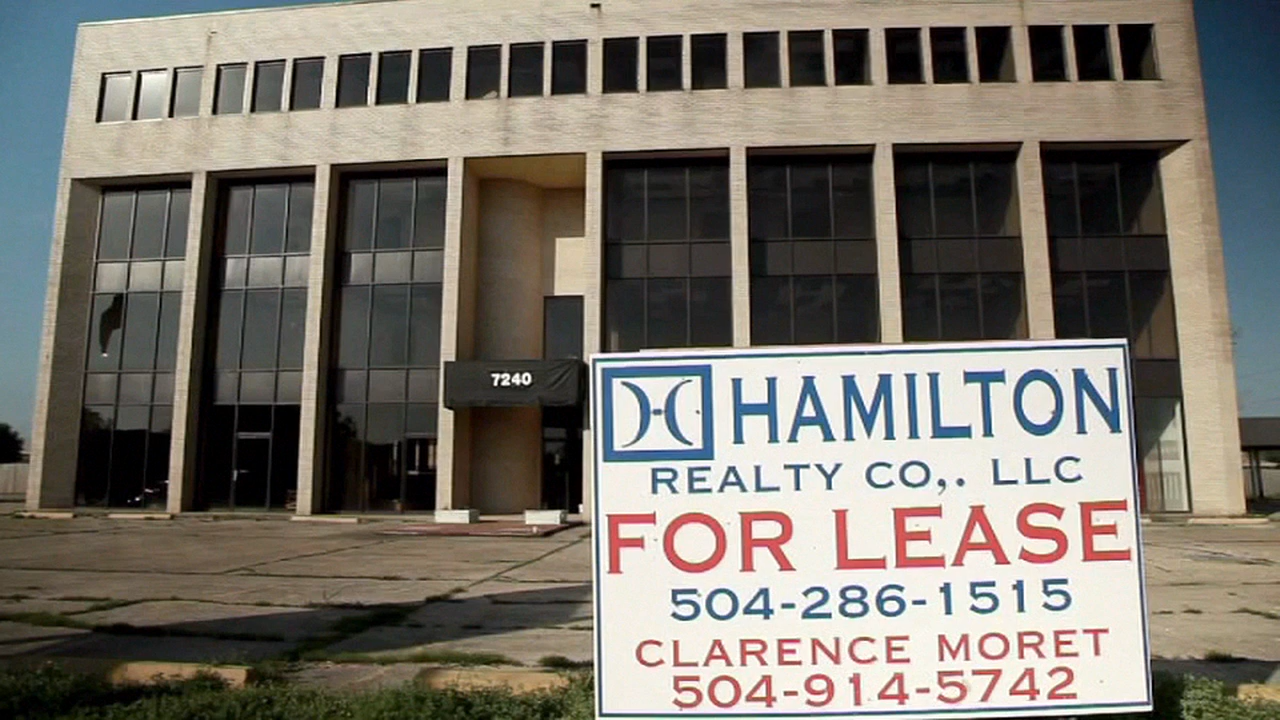 7240
HAMILTON
REALTY CO,. LLC
FOR LEASE
504-286-1515
CLARENCE MORET
504-914-5742